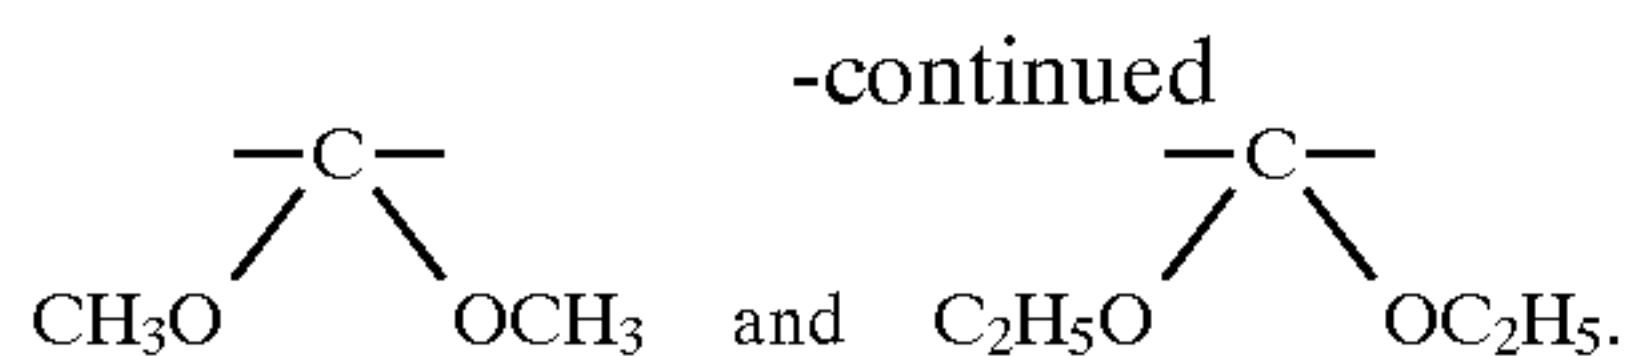 -continued
—C— —C—
CH₃O OCH₃ and C₂H₅O OC₂H₅.